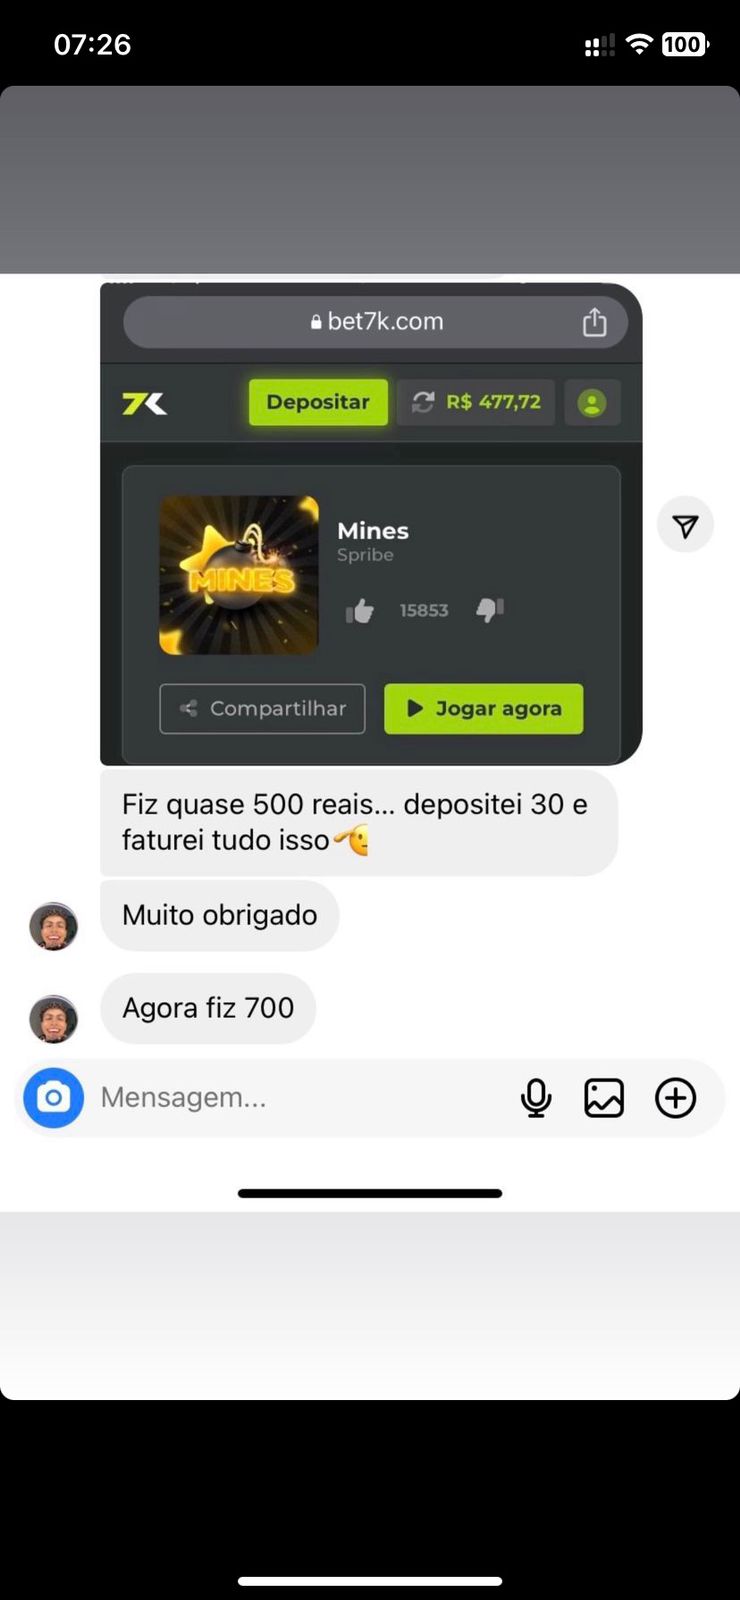 07:26
100
bet7k.com
7K
Depositar
R$ 477,72
MINES
Mines
Spribe
15853
Compartilhar
Jogar agora
Fiz quase 500 reais... depositei 30 e
faturei tudo isso🫡
Muito obrigado
Agora fiz 700
Mensagem...